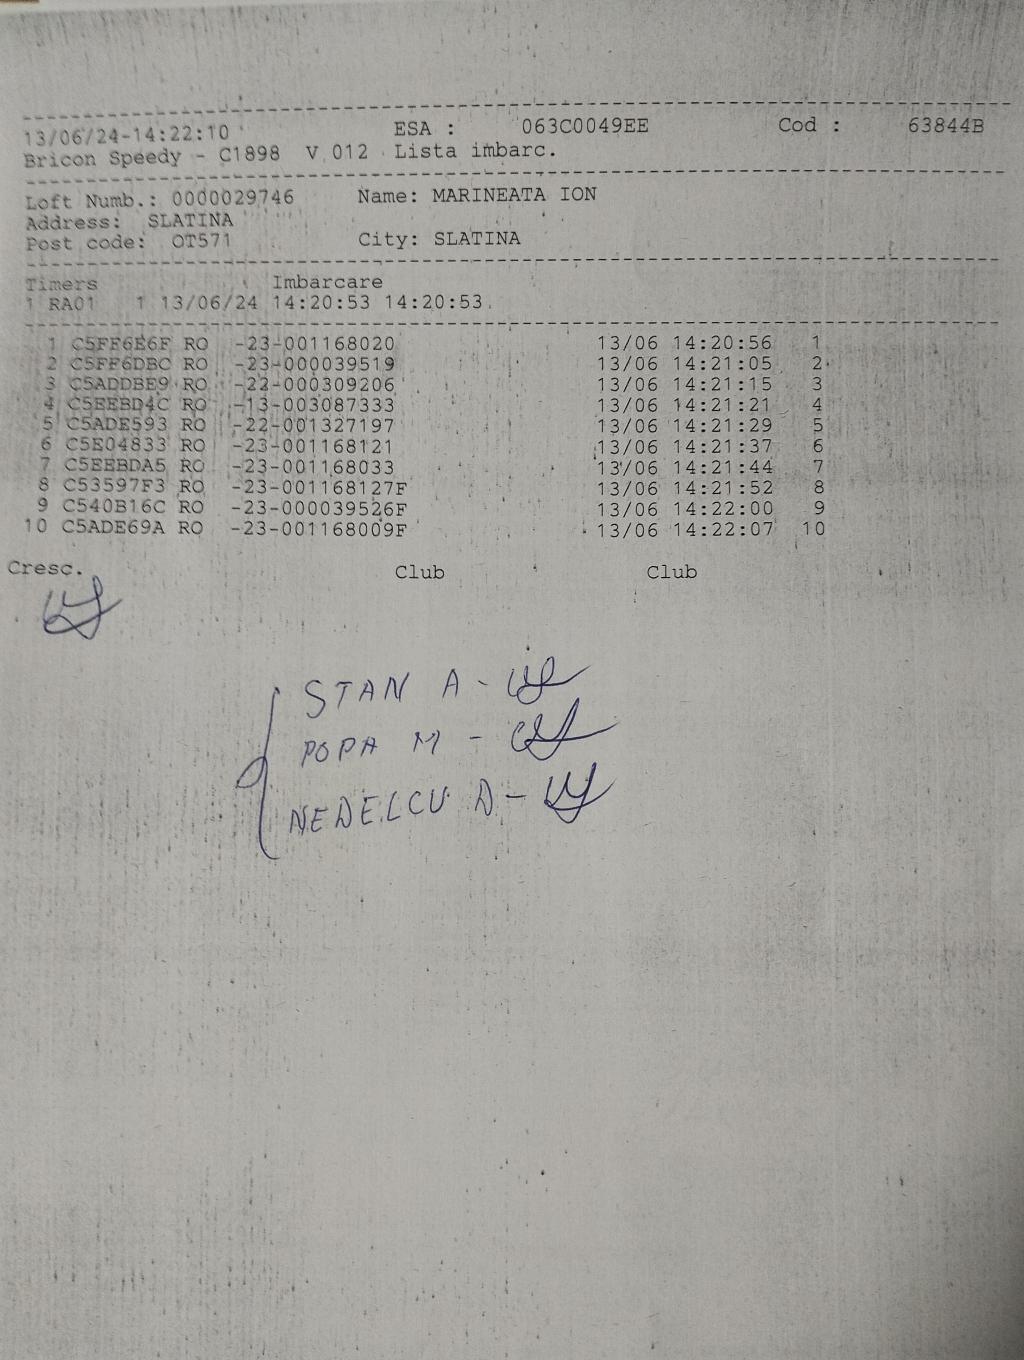 13/06/24-14:22:10 ESA : 063C0049EE Cod : 63844B
Bricon Speedy - C1898 V 012 Lista imbarc.
Loft Numb.: 0000029746 Name: MARINEATA ION
Address: SLATINA
Post code: OT571 City: SLATINA
Timers Imbarcare
1 RA01 1 13/06/24 14:20:53 14:20:53
1 C5FF6E6F RO -23-001168020 13/06 14:20:56 1
2 C5FF6DBC RO -23-000039519 13/06 14:21:05 2
3 C5ADDBE9 RO -22-000309206 13/06 14:21:15 3
4 C5EEBD4C RO -13-003087333 13/06 14:21:21 4
5 C5ADE593 RO -22-001327197 13/06 14:21:29 5
6 C5E04833 RO -23-001168121 13/06 14:21:37 6
7 C5EEBDA5 RO -23-001168033 13/06 14:21:44 7
8 C53597F3 RO -23-001168127F 13/06 14:21:52 8
9 C540B16C RO -23-000039526F 13/06 14:22:00 9
10 C5ADE69A RO -23-001168009F 13/06 14:22:07 10
Cresc. Club Club
STAN A -
POPA M -
NEDELCU D -